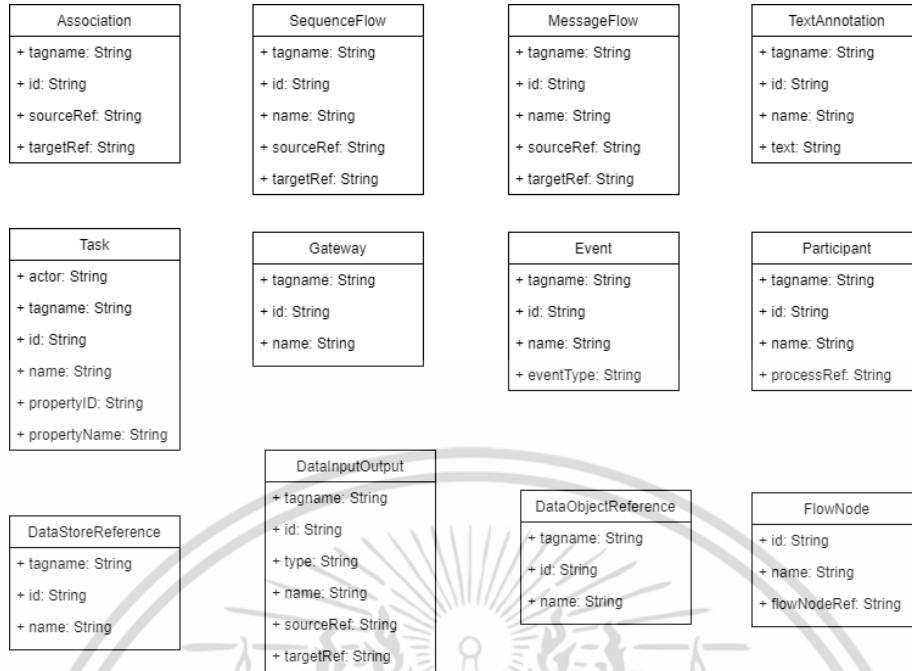 Association
+ tagname: String
+ id: String
+ sourceRef: String
+ targetRef: String
SequenceFlow
+ tagname: String
+ id: String
+ name: String
+ sourceRef: String
+ targetRef: String
MessageFlow
+ tagname: String
+ id: String
+ name: String
+ sourceRef: String
+ targetRef: String
TextAnnotation
+ tagname: String
+ id: String
+ name: String
+ text: String
Task
+ actor: String
+ tagname: String
+ id: String
+ name: String
+ propertyID: String
+ propertyName: String
Gateway
+ tagname: String
+ id: String
+ name: String
Event
+ tagname: String
+ id: String
+ name: String
+ eventType: String
Participant
+ tagname: String
+ id: String
+ name: String
+ processRef: String
DataStoreReference
+ tagname: String
+ id: String
+ name: String
DataInputOutput
+ tagname: String
+ id: String
+ type: String
+ name: String
+ sourceRef: String
+ targetRef: String
DataObjectReference
+ tagname: String
+ id: String
+ name: String
FlowNode
+ id: String
+ name: String
+ flowNodeRef: String